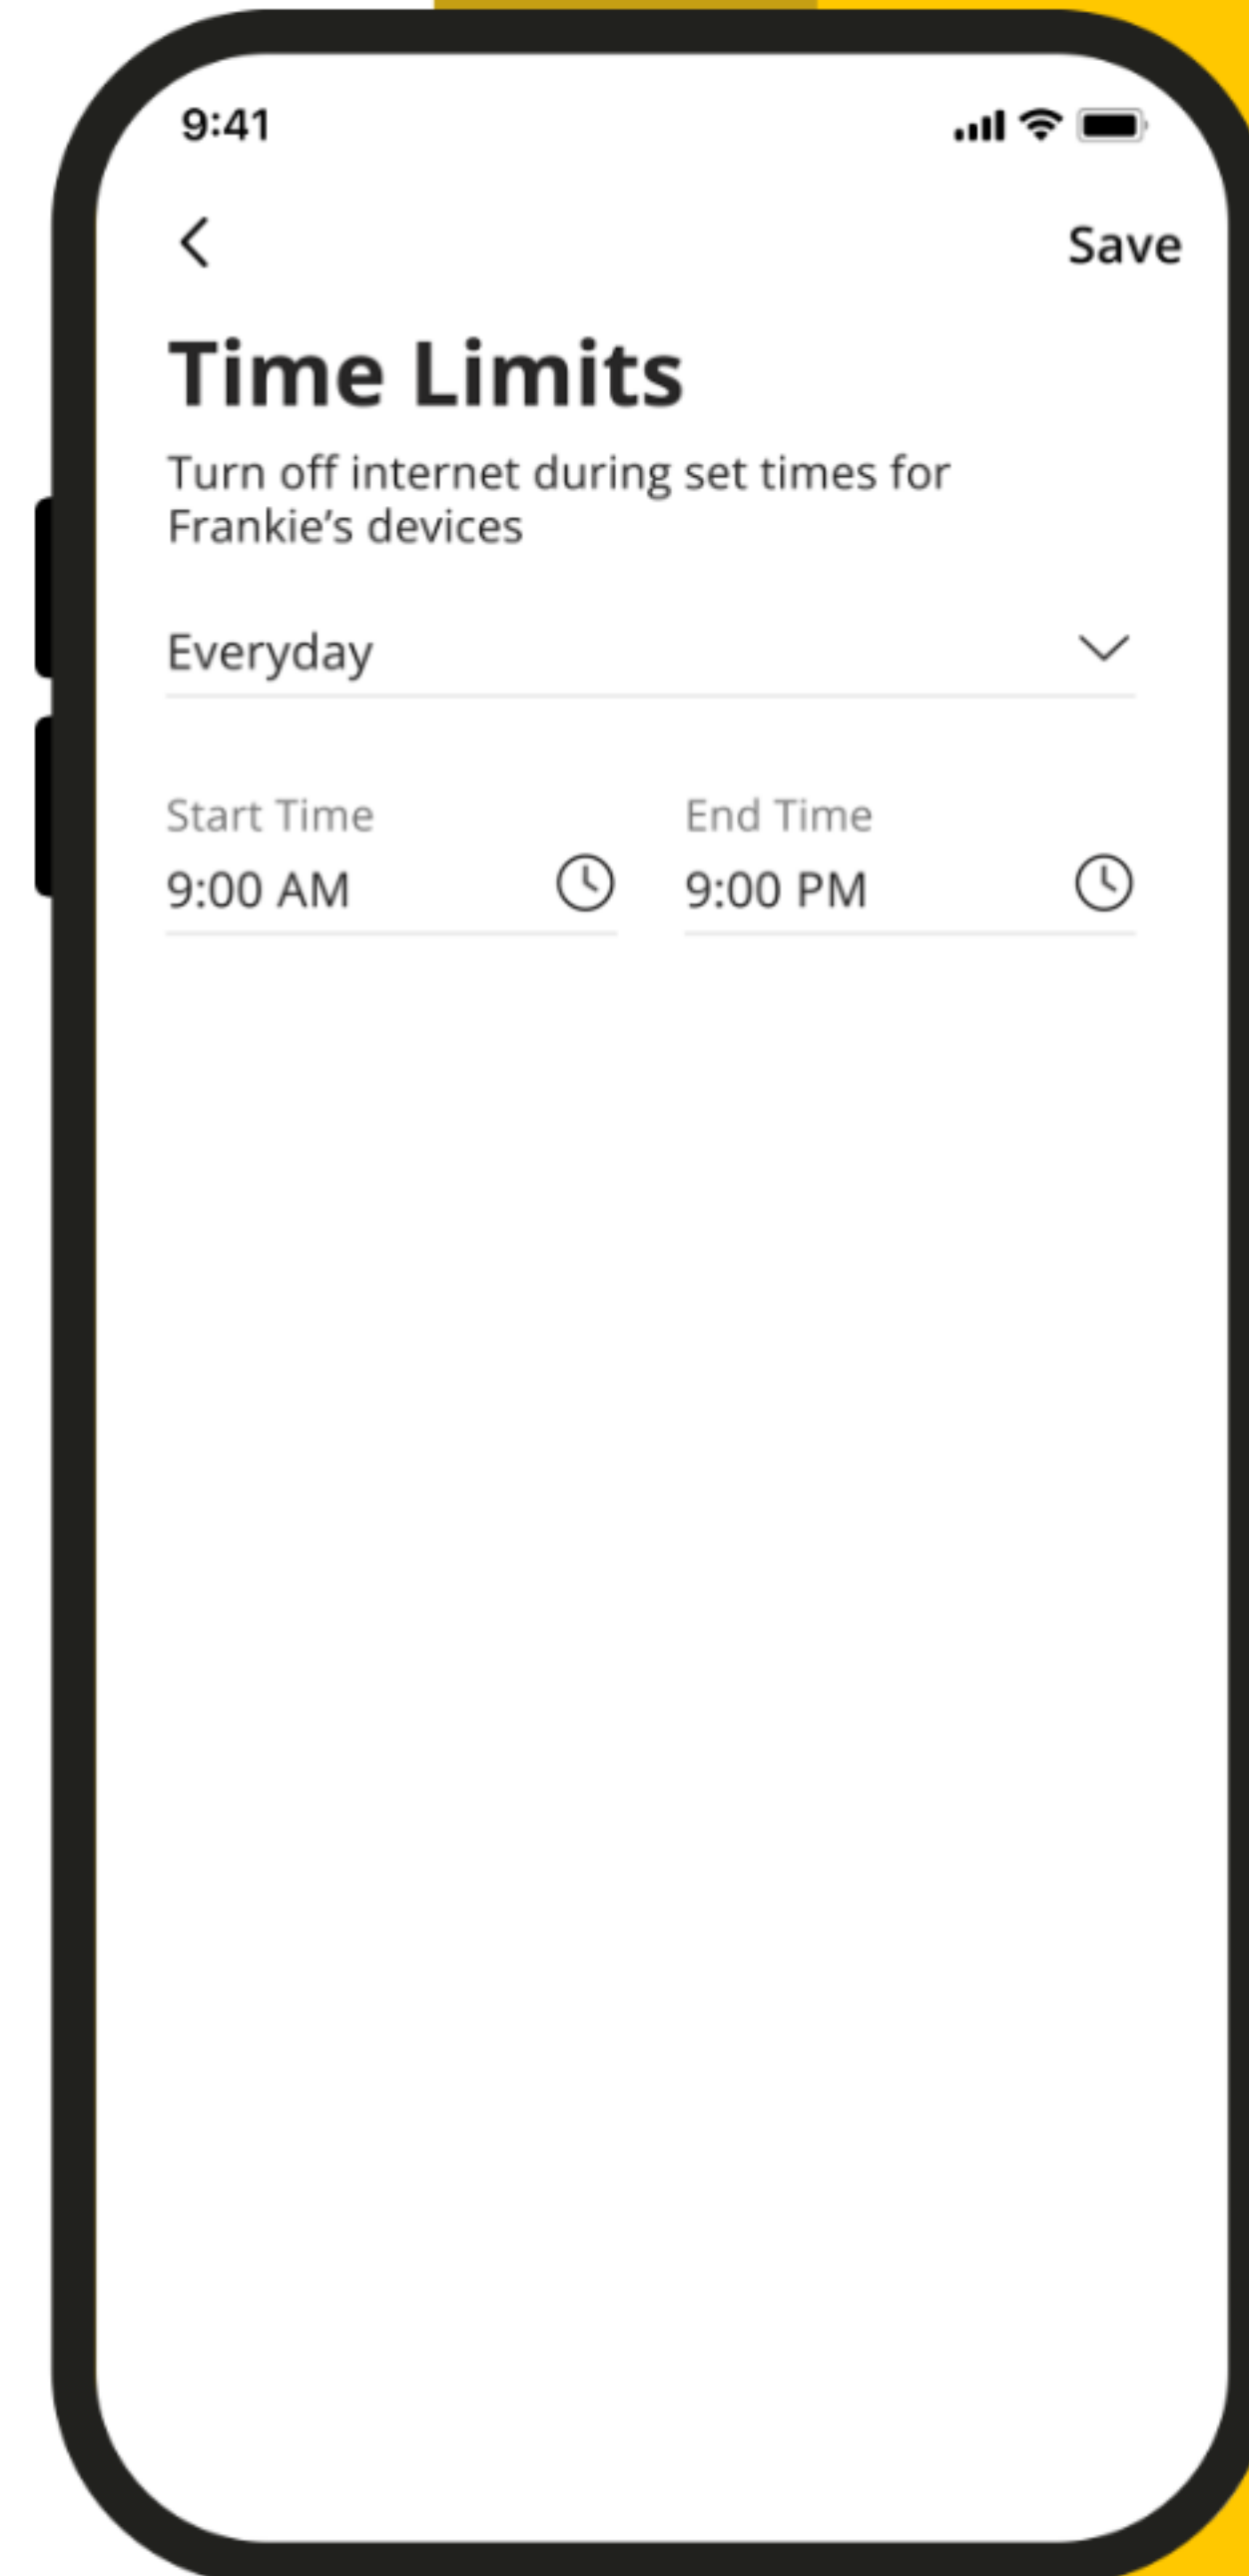 9:41
Save
Time Limits
Turn off internet during set times for
Frankie’s devices
Everyday
Start Time
End Time
9:00 AM
9:00 PM